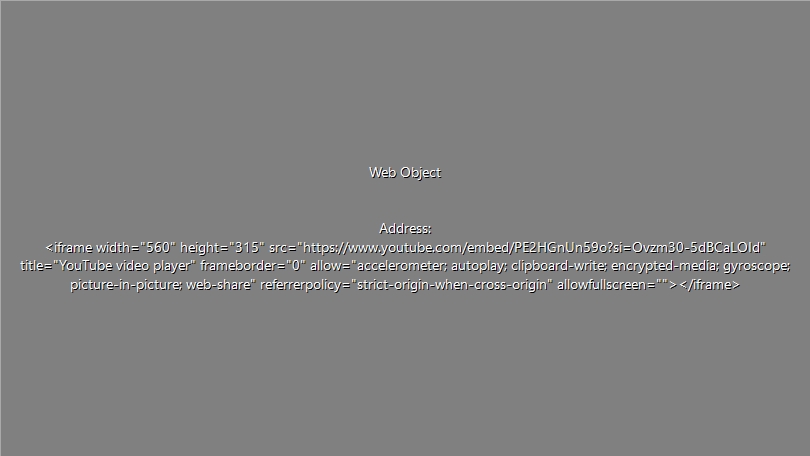 Web Object
Address:
<iframe width="560" height="315" src="https://www.youtube.com/embed/PE2HGnUn59o?si=Ovzm30-5dBCaLOId"
title="YouTube video player" frameborder="0" allow="accelerometer; autoplay; clipboard-write; encrypted-media; gyroscope;
picture-in-picture; web-share" referrerpolicy="strict-origin-when-cross-origin" allowfullscreen=""></iframe>